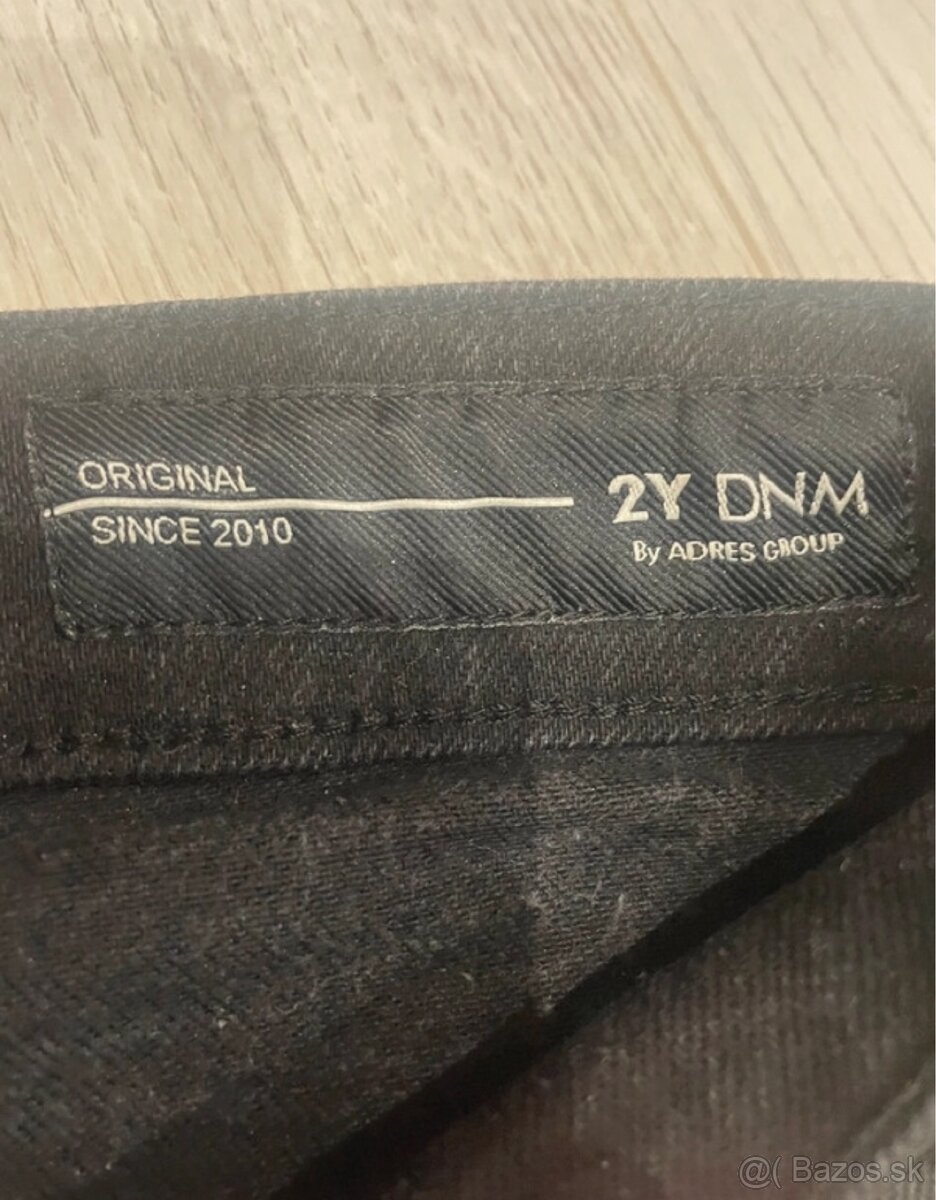 ORIGINAL
SINCE 2010
2Y DNM
By ADRES GROUP
@( Bazos.sk